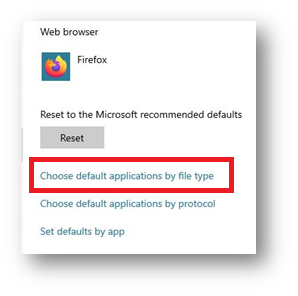 Web browser
Firefox
Reset to the Microsoft recommended defaults
Reset
Choose default applications by file type
Choose default applications by protocol
Set defaults by app